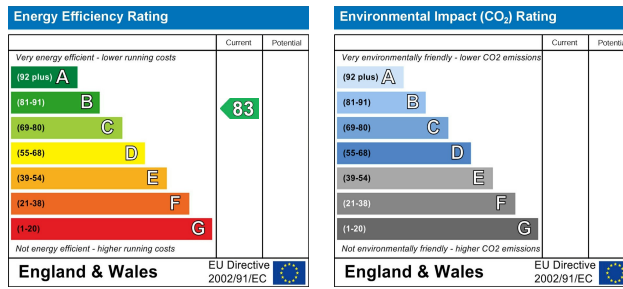 Energy Efficiency Rating
Current Potential
Very energy efficient - lower running costs
(92 plus) A
(81-91) B
83
(69-80) C
(55-68) D
(39-54) E
(21-38) F
(1-20) G
Not energy efficient - higher running costs
England & Wales
EU Directive
2002/91/EC
Environmental Impact (CO₂) Rating
Current Potential
Very environmentally friendly - lower CO2 emissions
(92 plus) A
(81-91) B
(69-80) C
(55-68) D
(39-54) E
(21-38) F
(1-20) G
Not environmentally friendly - higher CO2 emissions
England & Wales
EU Directive
2002/91/EC